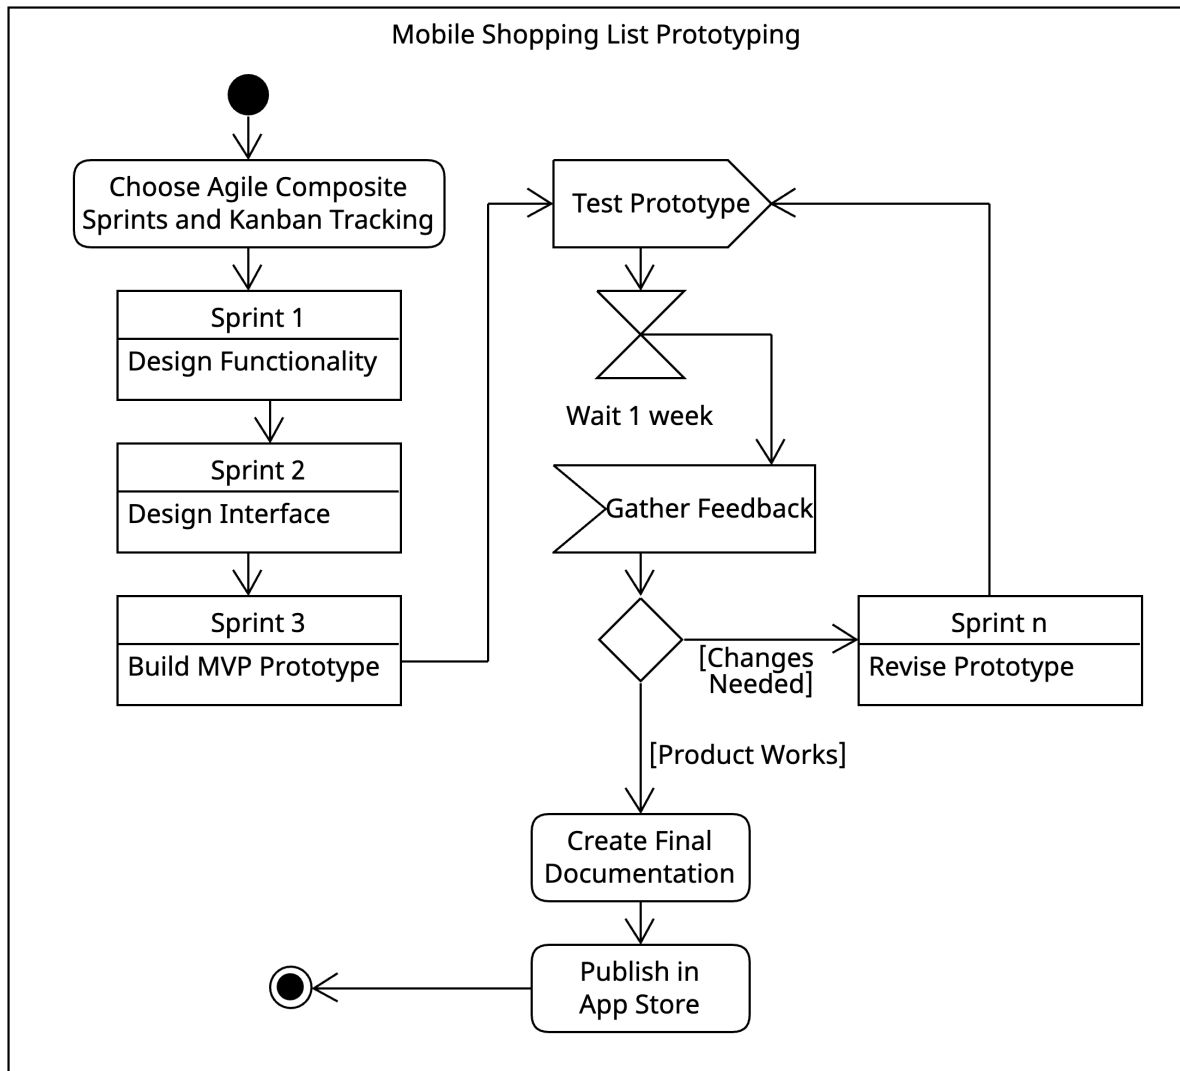 Mobile Shopping List Prototyping
Choose Agile Composite
Sprints and Kanban Tracking
Sprint 1
Design Functionality
Sprint 2
Design Interface
Sprint 3
Build MVP Prototype
Test Prototype
Wait 1 week
Gather Feedback
[Changes
Needed]
Sprint n
Revise Prototype
[Product Works]
Create Final
Documentation
Publish in
App Store